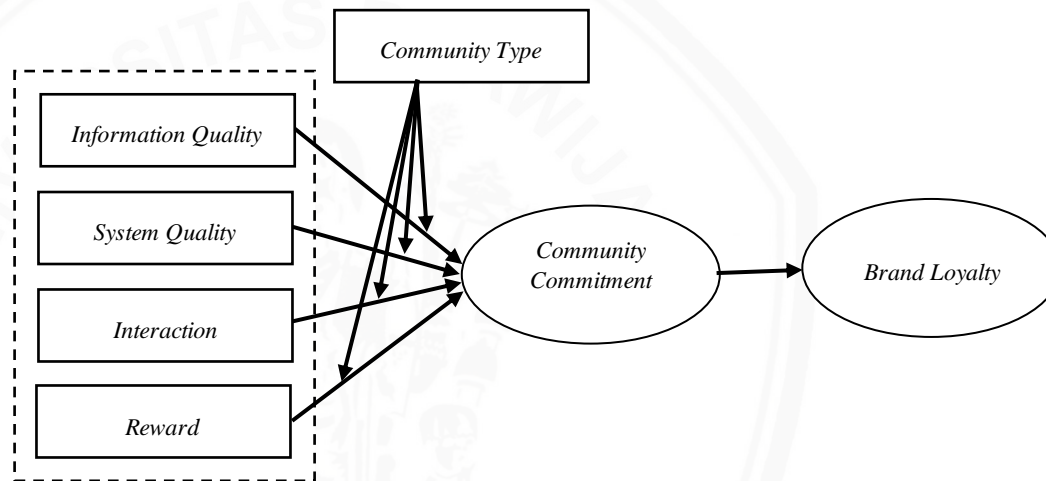 Community Type
Information Quality
System Quality
Interaction
Reward
Community
Commitment
Brand Loyalty